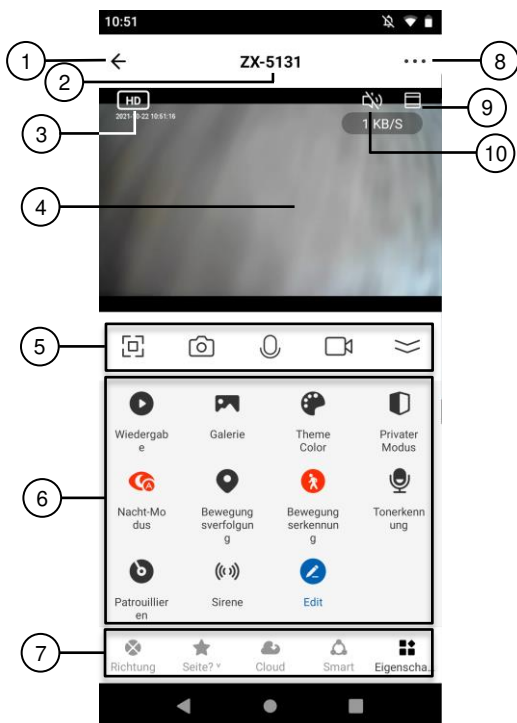 10:51
1
ZX-5131
8
2
HD
2021-10-22 10:51:16
3
9
1 KB/S
10
4
5
Wiedergab
e
Galerie
Theme
Color
Privater
Modus
6
Nacht-Mo
dus
Bewegung
sverfolgun
g
Bewegung
serkennun
g
Tonerkenn
ung
Patrouillier
en
Sirene
Edit
7
Richtung
Seite?
Cloud
Smart
Eigenscha...